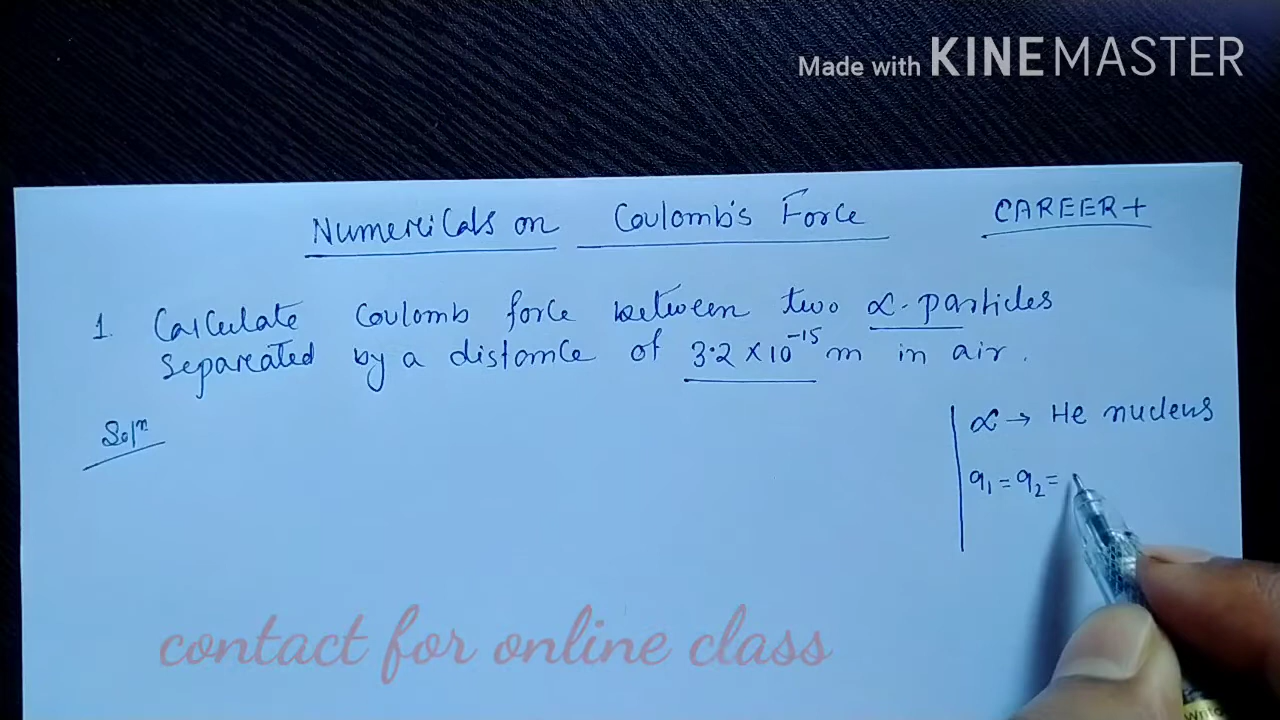 Made with KINEMASTER
Numericals on Coulomb's Force CAREER+
1. Calculate Coulomb force between two α-particles
separated by a distance of 3.2 × 10⁻¹⁵ m in air.
Solⁿ
α → He nucleus
q₁ = q₂ =
contact for online class